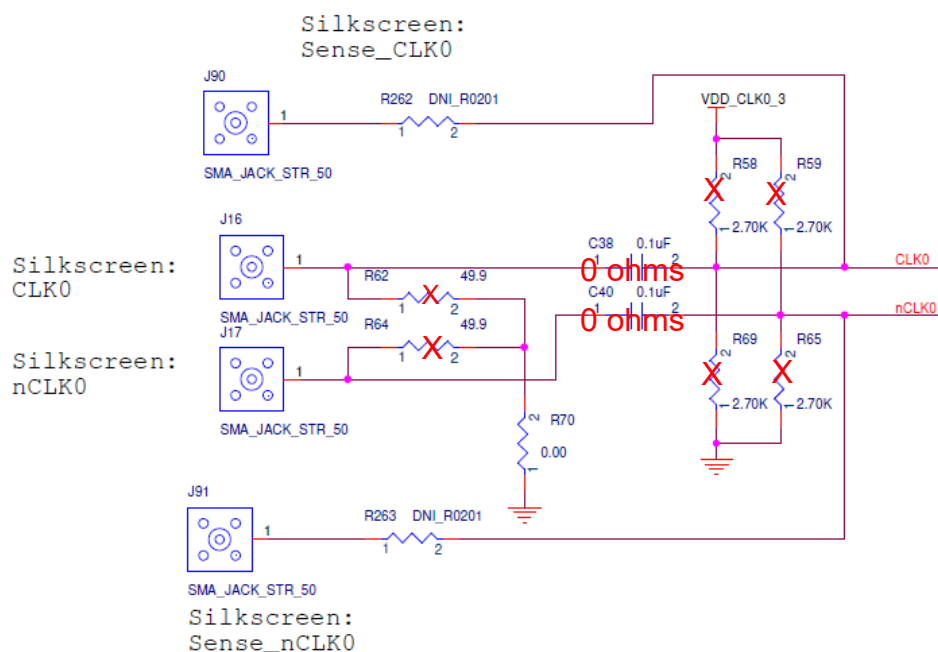 Silkscreen:
Sense_CLK0
J90
1
R262 DNI_R0201
1 2
SMA_JACK_STR_50
VDD_CLK0_3
R58
2
X
1
2.70K
R59
2
X
1
2.70K
J16
1
Silkscreen:
CLK0
SMA_JACK_STR_50
C38 0.1uF
1 2
0 ohms
CLK0
R62 49.9
1 X 2
C40 0.1uF
1 2
0 ohms
nCLK0
J17
1
R64 49.9
1 X 2
Silkscreen:
nCLK0
SMA_JACK_STR_50
R69
2
X
1
2.70K
R65
2
X
1
2.70K
2
R70
0.00
1
J91
1
R263 DNI_R0201
1 2
SMA_JACK_STR_50
Silkscreen:
Sense_nCLK0